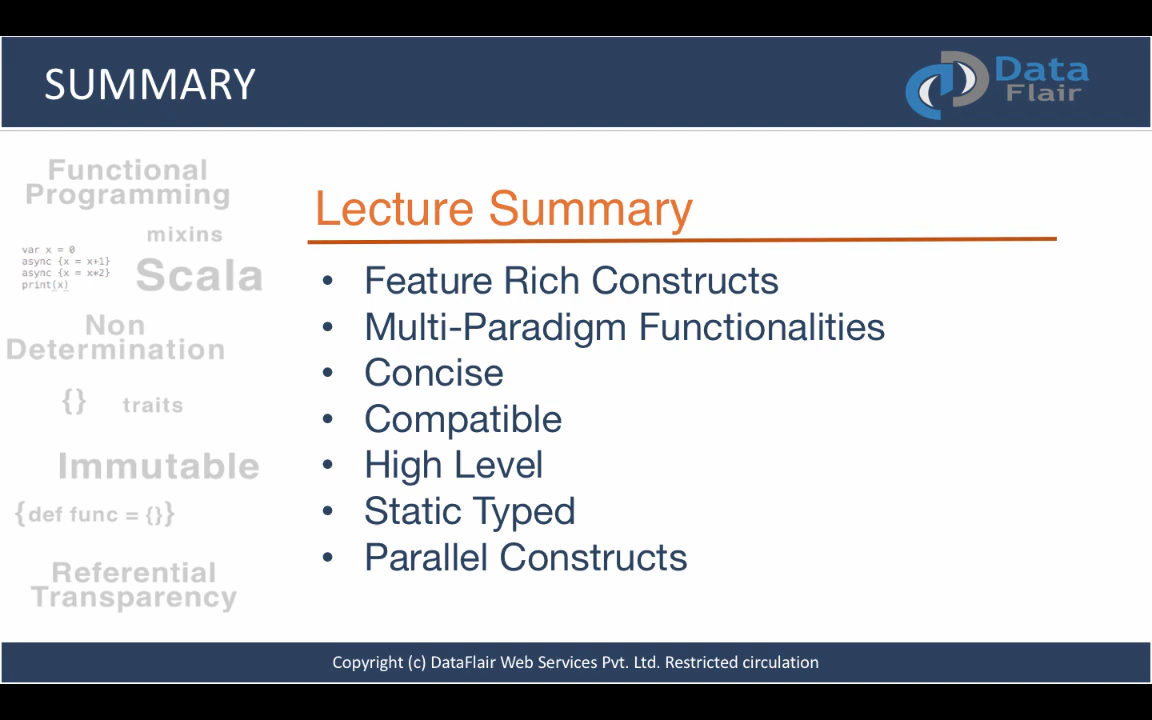 SUMMARY
Data
Flair
Functional
Programming
mixins
var x = 0
async {x = x+1}
async {x = x*2}
print(x)
Scala
Non
Determination
{}
traits
Immutable
{def func = {}}
Referential
Transparency
Lecture Summary
• Feature Rich Constructs
• Multi-Paradigm Functionalities
• Concise
• Compatible
• High Level
• Static Typed
• Parallel Constructs
Copyright (c) DataFlair Web Services Pvt. Ltd. Restricted circulation